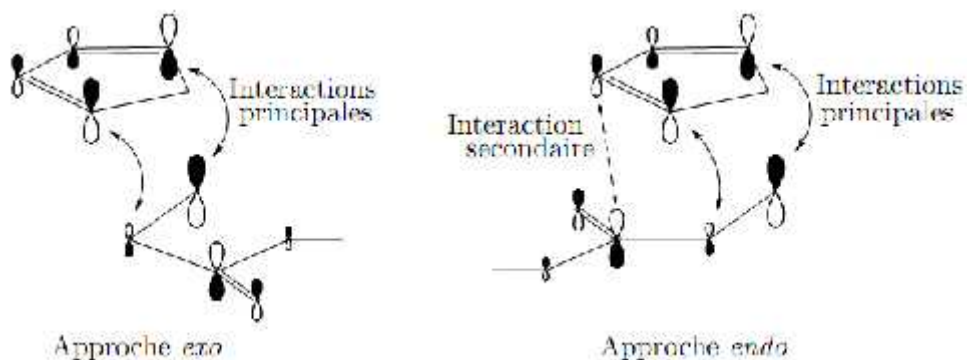 Interactions
principales
Approche exo
Interaction
secondaire
Interactions
principales
Approche endo